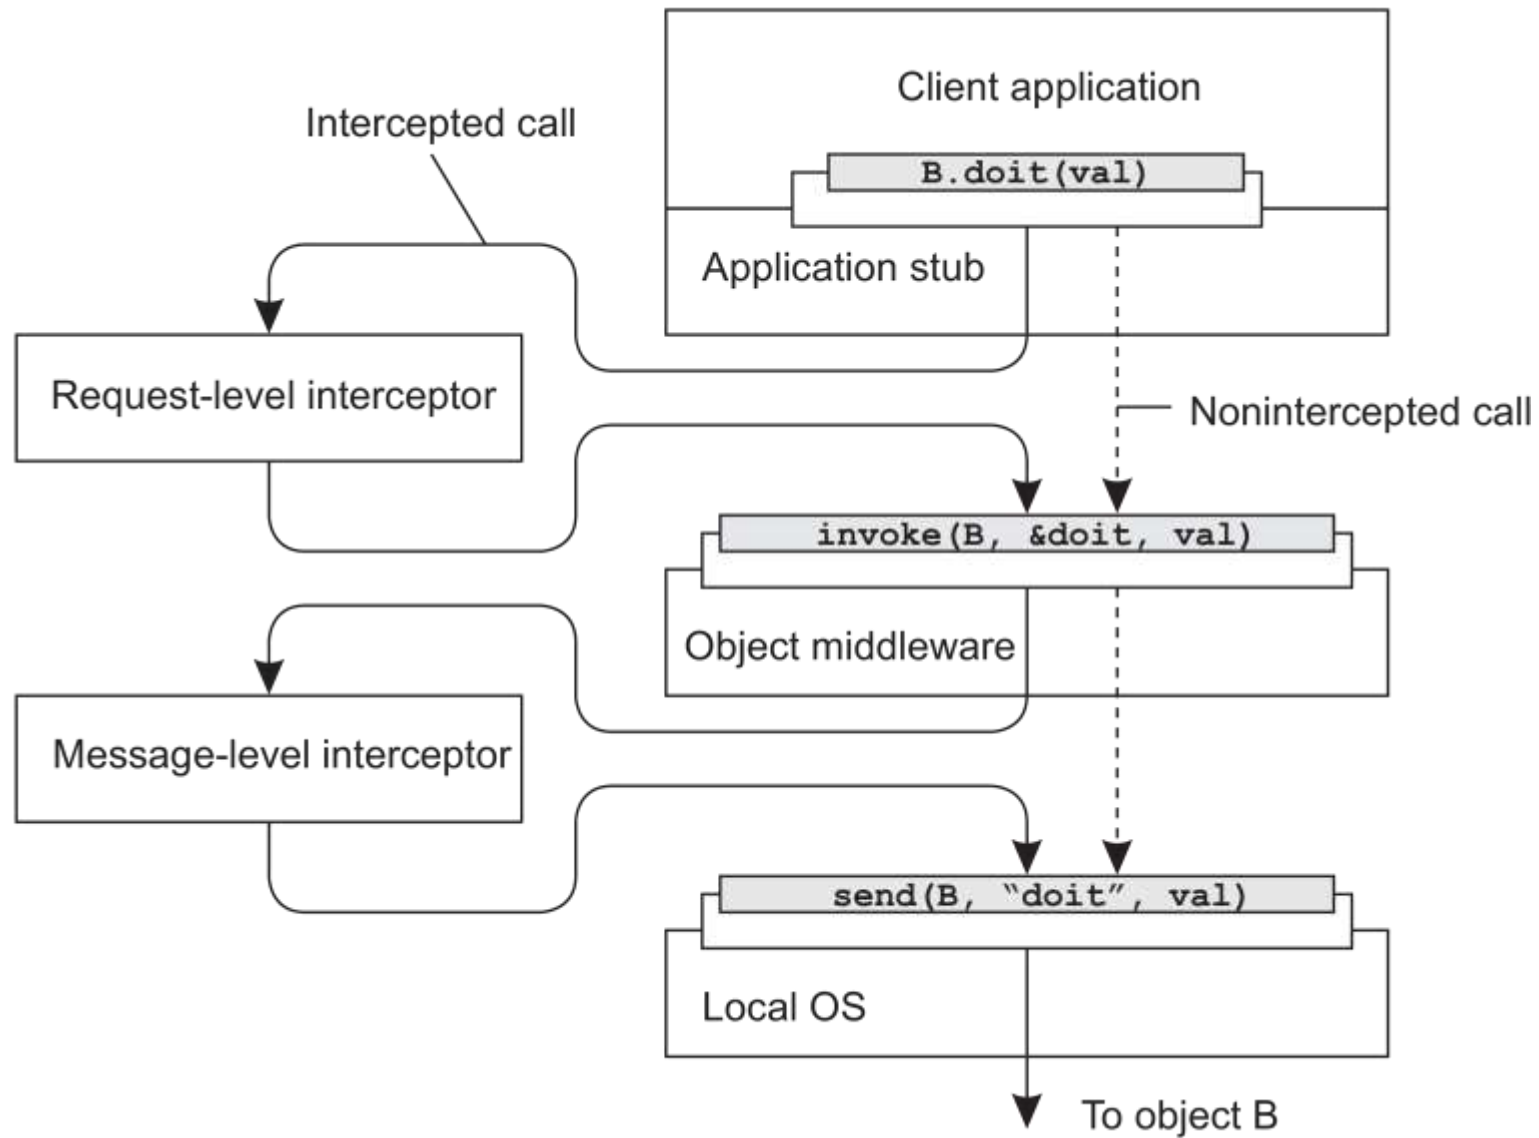 Client application
Intercepted call
B.doit(val)
Application stub
Request-level interceptor
Nonintercepted call
invoke(B, &doit, val)
Object middleware
Message-level interceptor
send(B, “doit”, val)
Local OS
To object B